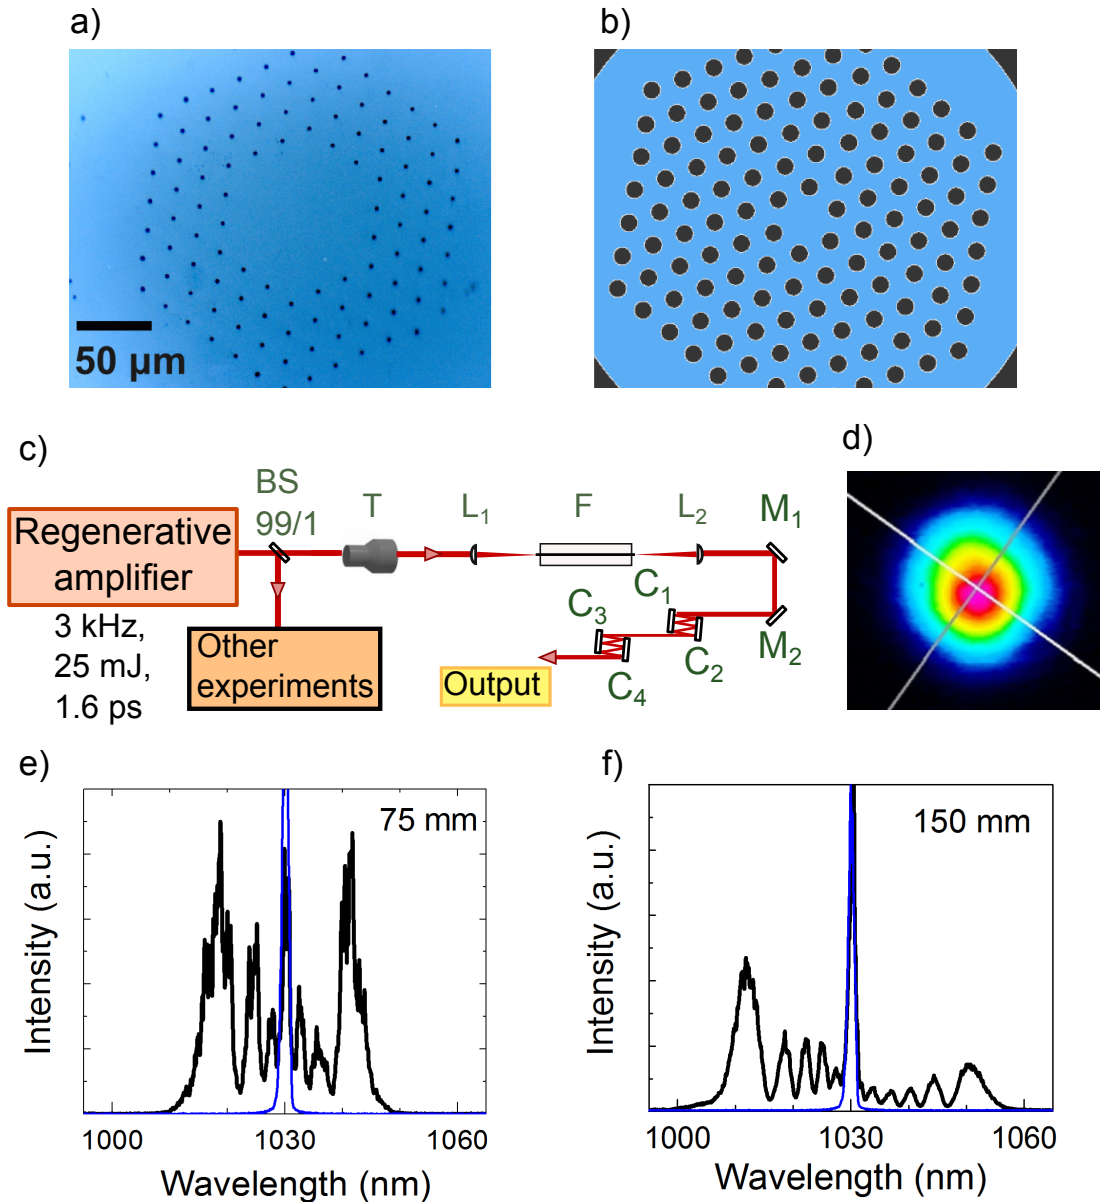 a)
b)
50 µm
c)
d)
BS
99/1
T
L₁
F
L₂
M₁
Regenerative
amplifier
3 kHz,
25 mJ,
1.6 ps
Other
experiments
C₁
C₂
C₃
C₄
M₂
Output
e)
75 mm
Intensity (a.u.)
1000
1030
1060
Wavelength (nm)
f)
150 mm
Intensity (a.u.)
1000
1030
1060
Wavelength (nm)